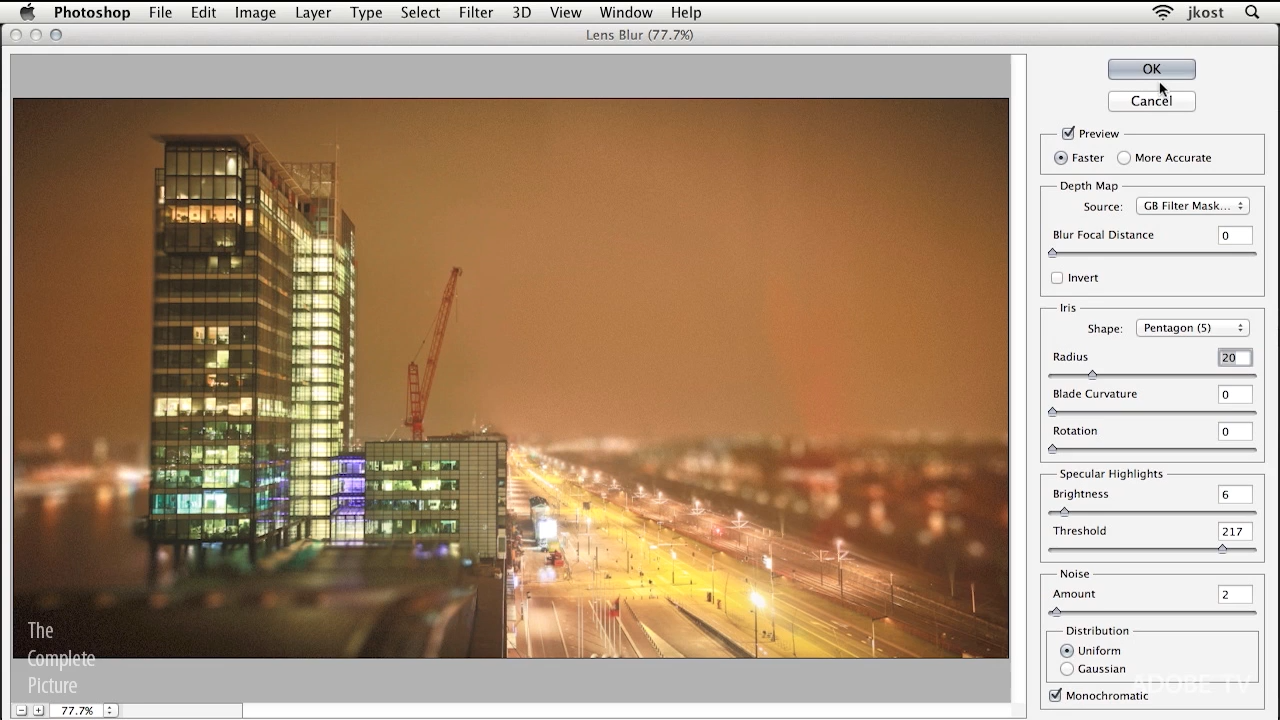 Photoshop File Edit Image Layer Type Select Filter 3D View Window Help jkost
Lens Blur (77.7%)
OK
Cancel
Preview
Faster More Accurate
Depth Map
Source: GB Filter Mask...
Blur Focal Distance 0
Invert
Iris
Shape: Pentagon (5)
Radius 20
Blade Curvature 0
Rotation 0
Specular Highlights
Brightness 6
Threshold 217
Noise
Amount 2
Distribution
Uniform
Gaussian
Monochromatic
The
Complete
Picture
ADOBE TV
77.7%